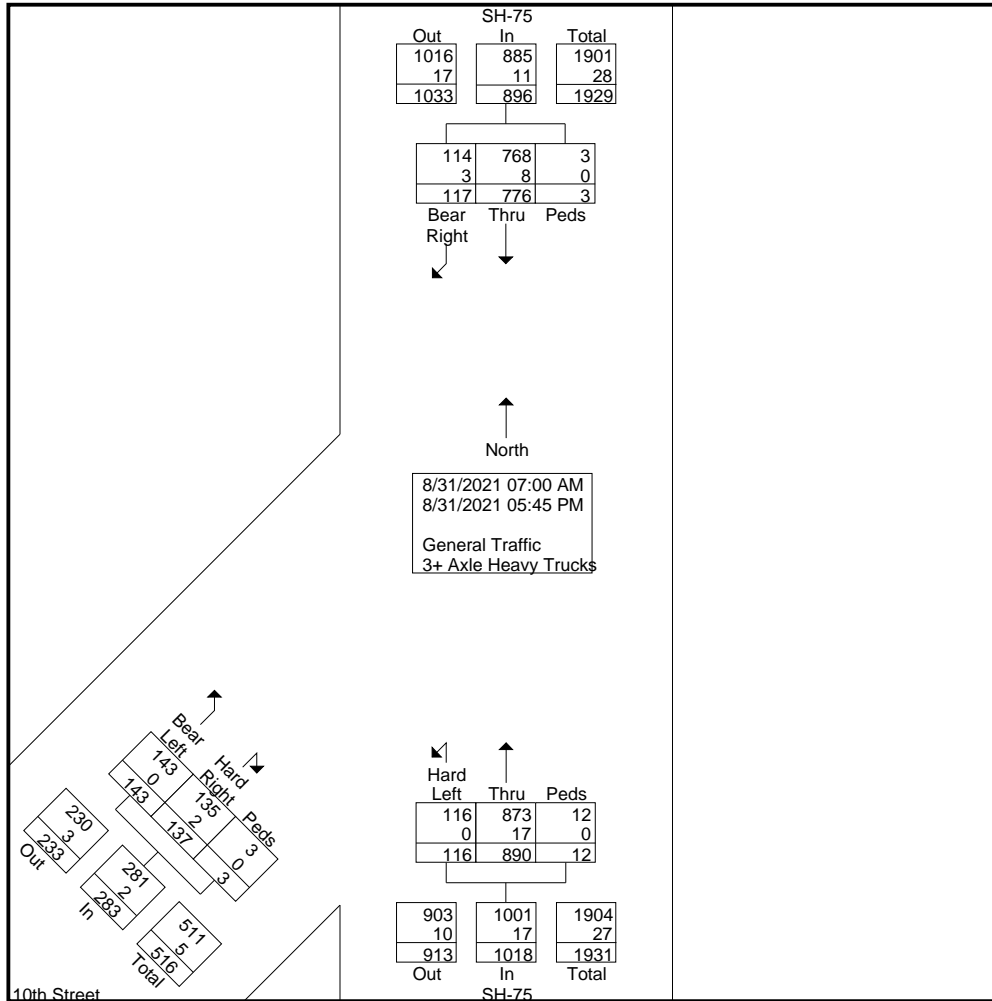 SH-75
Out In Total
1016 885 1901
17 11 28
1033 896 1929
114 768 3
3 8 0
117 776 3
Bear Right Thru Peds
North
8/31/2021 07:00 AM
8/31/2021 05:45 PM
General Traffic
3+ Axle Heavy Trucks
Bear Left Hard Right Peds
143 135 3
0 2 0
143 137 3
230 281 511
3 2 5
233 283 516
Out In Total
10th Street
Hard Left Thru Peds
116 873 12
0 17 0
116 890 12
903 1001 1904
10 17 27
913 1018 1931
Out In Total
SH-75